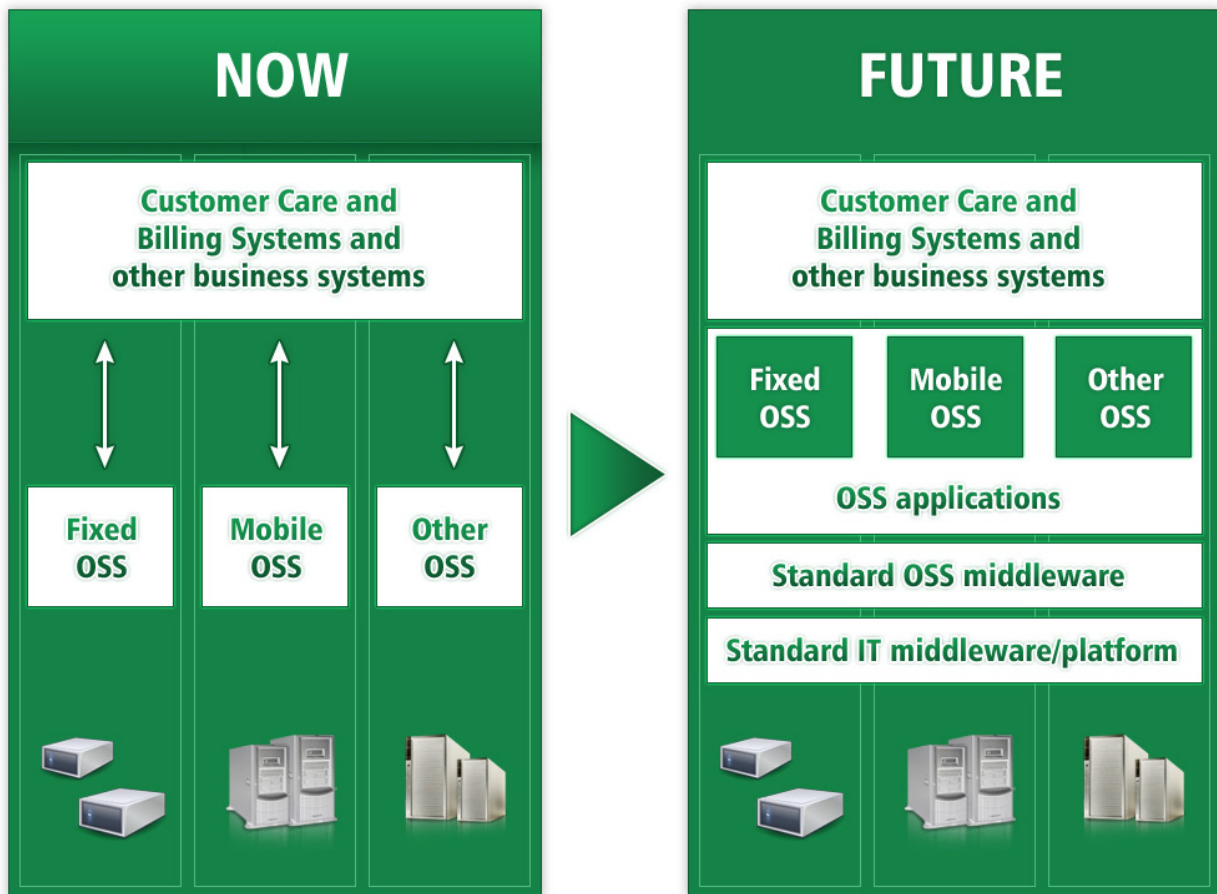 NOW
Customer Care and
Billing Systems and
other business systems
Fixed
OSS
Mobile
OSS
Other
OSS
FUTURE
Customer Care and
Billing Systems and
other business systems
Fixed
OSS
Mobile
OSS
Other
OSS
OSS applications
Standard OSS middleware
Standard IT middleware/platform